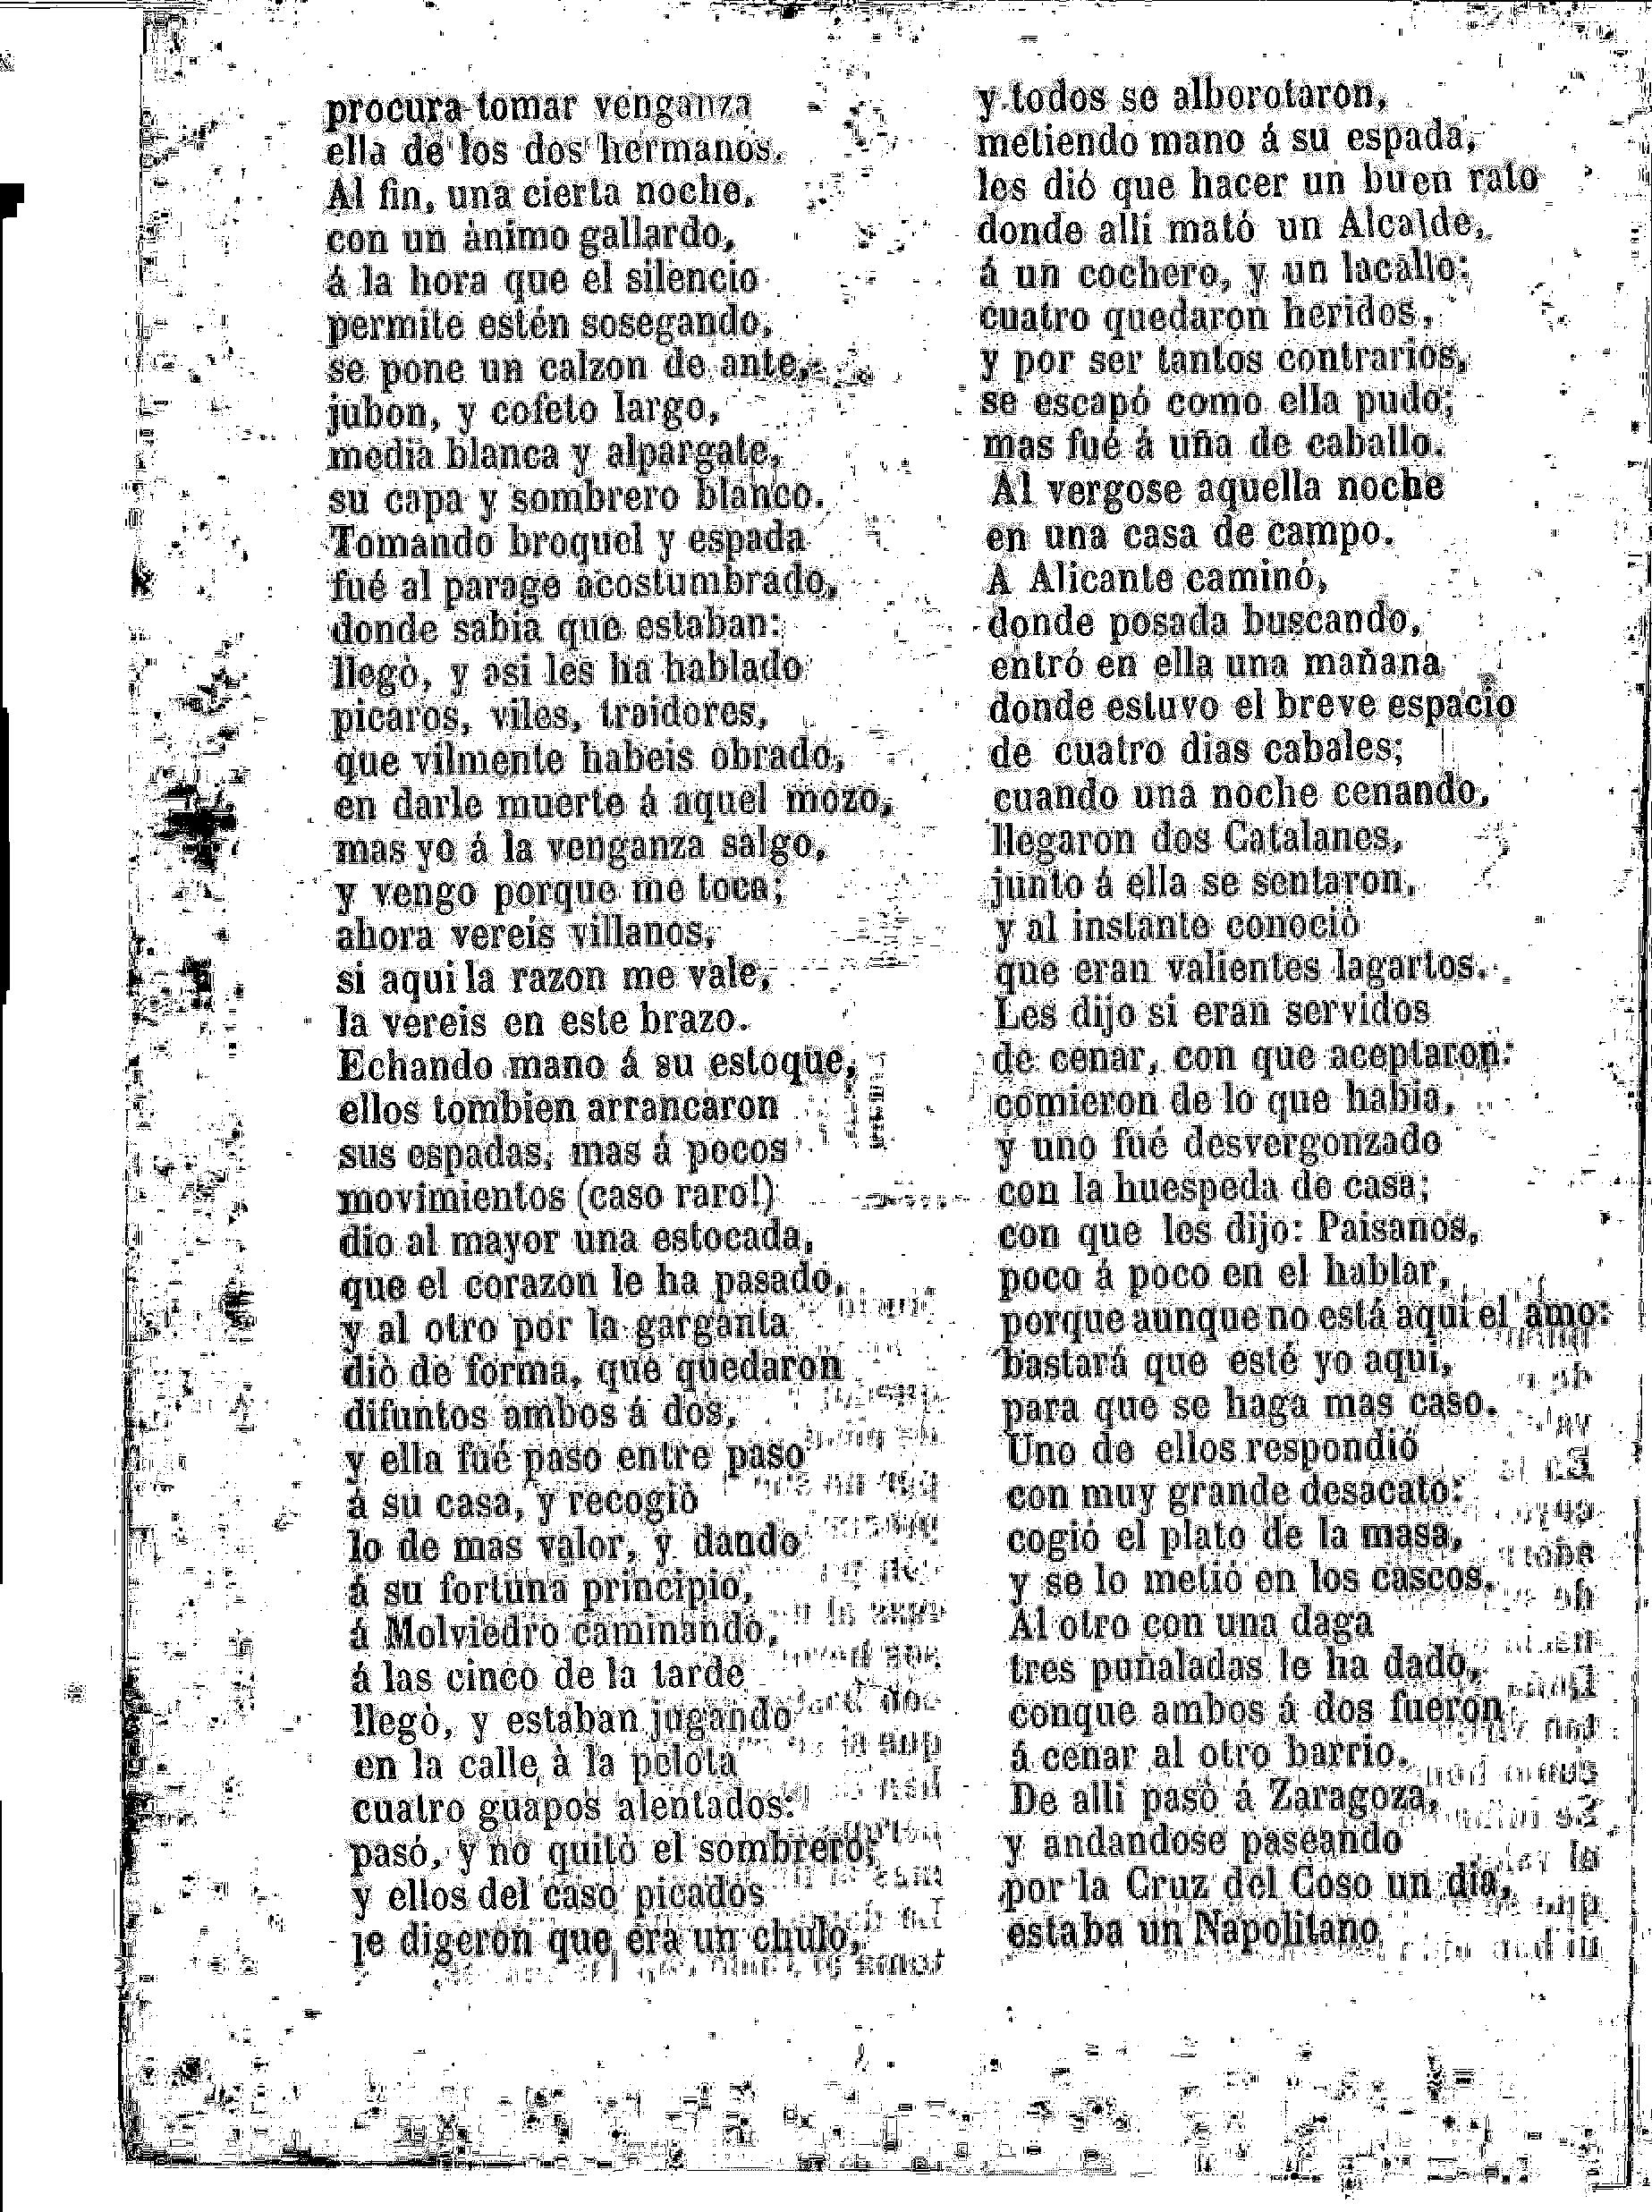 procura tomar venganza
ella de los dos hermanos.
Al fin, una cierta noche,
con un ánimo gallardo,
á la hora que el silencio
permite estén sosegando,
se pone un calzon de ante,
jubon, y cofeto largo,
media blanca y alpargate,
su capa y sombrero blanco.
Tomando broquel y espada
fué al parage acostumbrado,
donde sabia que estaban:
llegò, y asi les ha hablado
picaros, viles, traidores,
que vilmente habeis obrado,
en darle muerte á aquel mozo,
mas yo á la venganza salgo,
y vengo porque me toca;
ahora vereis villanos,
si aqui la razon me vale,
la vereis en este brazo.
Echando mano á su estoque,
ellos tombien arrancaron
sus espadas, mas á pocos
movimientos (caso raro!)
dio al mayor una estocada,
que el corazon le ha pasado,
y al otro por la garganta
diò de forma, que quedaron
difuntos ambos á dos,
y ella fué paso entre paso
á su casa, y recogiò
lo de mas valor, y dando
á su fortuna principio,
á Molviedro caminando,
á las cinco de la tarde
llegò, y estaban jugando
en la calle à la pelota
cuatro guapos alentados:
pasó, y no quitò el sombrero,
y ellos del caso picados
le digeron que era un chulo,
y todos se alborotaron,
metiendo mano á su espada,
les dió que hacer un buen rato
donde allí mató un Alcalde,
á un cochero, y un lacallo;
cuatro quedaron heridos,
y por ser tantos contrarios,
se escapó como ella pudo;
mas fué á uña de caballo.
Al vergose aquella noche
en una casa de campo.
A Alicante caminó,
donde posada buscando,
entró en ella una mañana
donde estuvo el breve espacio
de cuatro dias cabales;
cuando una noche cenando,
llegaron dos Catalanes,
junto á ella se sentaron,
y al instante conoció
que eran valientes lagartos.
Les dijo si eran servidos
de cenar, con que aceptaron:
comieron de lo que habia,
y uno fué desvergonzado
con la huespeda de casa;
con que les dijo: Paisanos,
poco á poco en el hablar,
porque aunque no está aqui el amo:
bastará que esté yo aqui,
para que se haga mas caso.
Uno de ellos respondió
con muy grande desacato:
cogió el plato de la masa,
y se lo metió en los cascos.
Al otro con una daga
tres puñaladas le ha dado,
conque ambos á dos fueron
á cenar al otro barrio.
De alli pasò á Zaragoza,
y andandose paseando
por la Cruz del Coso un dia,
estaba un Napolitano